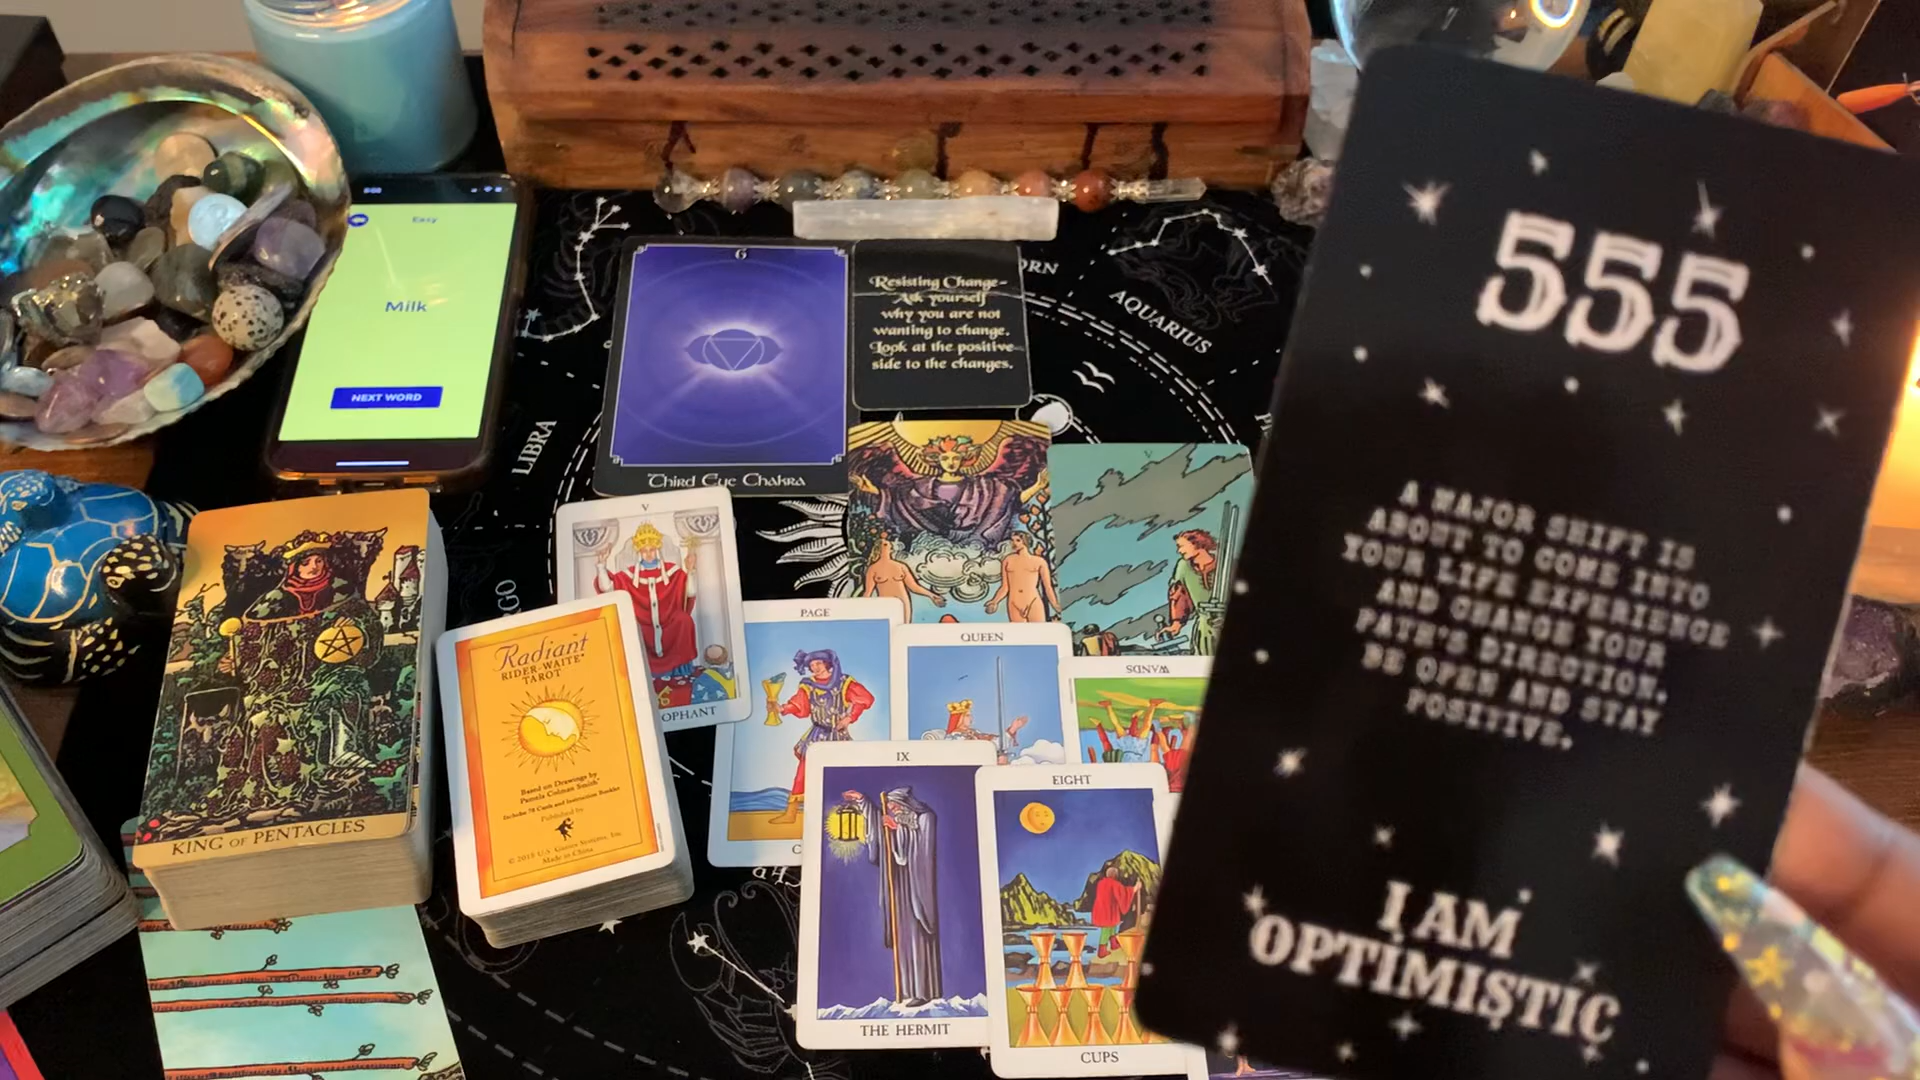 5:02
Easy
Milk
NEXT WORD
6
Third Eye Chakra
Resisting Change-
Ask yourself
why you are not
wanting to change.
Look at the positive
side to the changes.
AQUARIUS
LIBRA
555
A MAJOR SHIFT IS
ABOUT TO COME INTO
YOUR LIFE EXPERIENCE
AND CHANGE YOUR
PATH'S DIRECTION.
BE OPEN AND STAY
POSITIVE.
I AM
OPTIMISTIC
V
V
OPHANT
KING OF PENTACLES
Radiant
RIDER-WAITE
TAROT
Based on Drawings by
Pamela Colman Smith
Includes 78 Cards and Instruction Booklet
Published by
© 2015 U.S. Games Systems, Inc.
Made in China
PAGE
C
QUEEN
WANDS
IX
THE HERMIT
EIGHT
CUPS